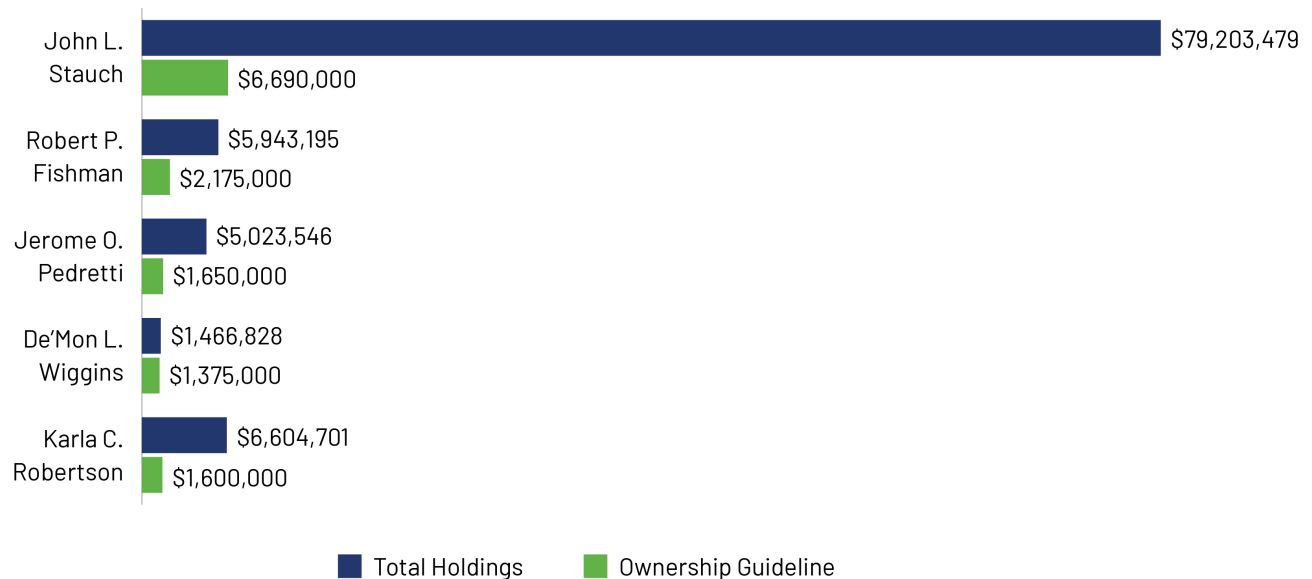 John L.
Stauch
$79,203,479
$6,690,000
Robert P.
Fishman
$5,943,195
$2,175,000
Jerome O.
Pedretti
$5,023,546
$1,650,000
De’Mon L.
Wiggins
$1,466,828
$1,375,000
Karla C.
Robertson
$6,604,701
$1,600,000
Total Holdings
Ownership Guideline